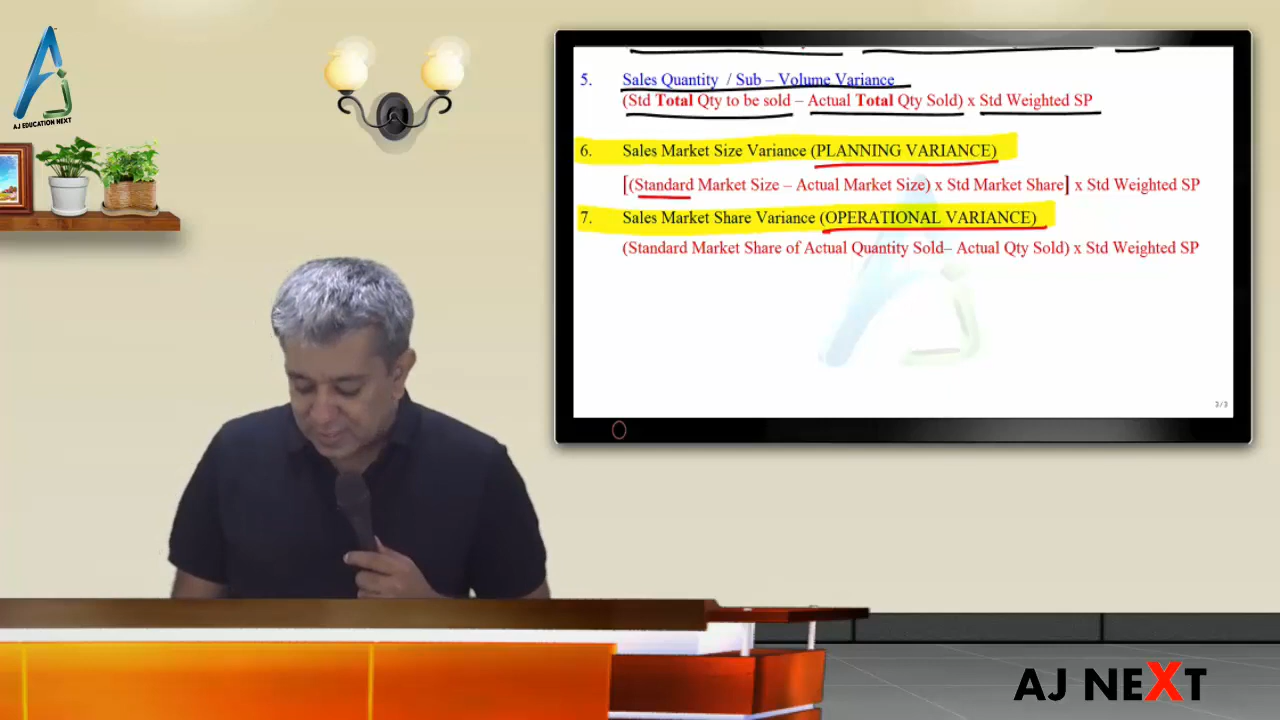 AJ EDUCATION NEXT
5. Sales Quantity / Sub – Volume Variance
(Std Total Qty to be sold – Actual Total Qty Sold) x Std Weighted SP
6. Sales Market Size Variance (PLANNING VARIANCE)
[(Standard Market Size – Actual Market Size) x Std Market Share] x Std Weighted SP
7. Sales Market Share Variance (OPERATIONAL VARIANCE)
(Standard Market Share of Actual Quantity Sold– Actual Qty Sold) x Std Weighted SP
3/3
AJ NEXT